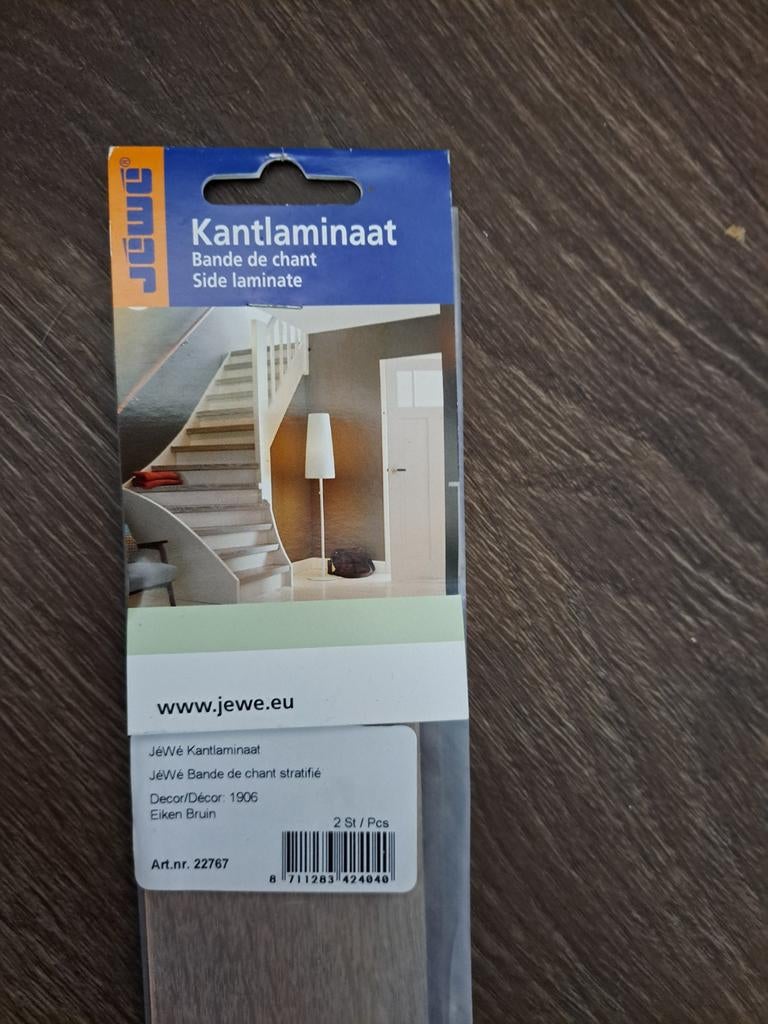 JéWé®
Kantlaminaat
Bande de chant
Side laminate
www.jewe.eu
JéWé Kantlaminaat
JéWé Bande de chant stratifié
Decor/Décor: 1906
Eiken Bruin
2 St / Pcs
Art.nr. 22767
8 711283 424040